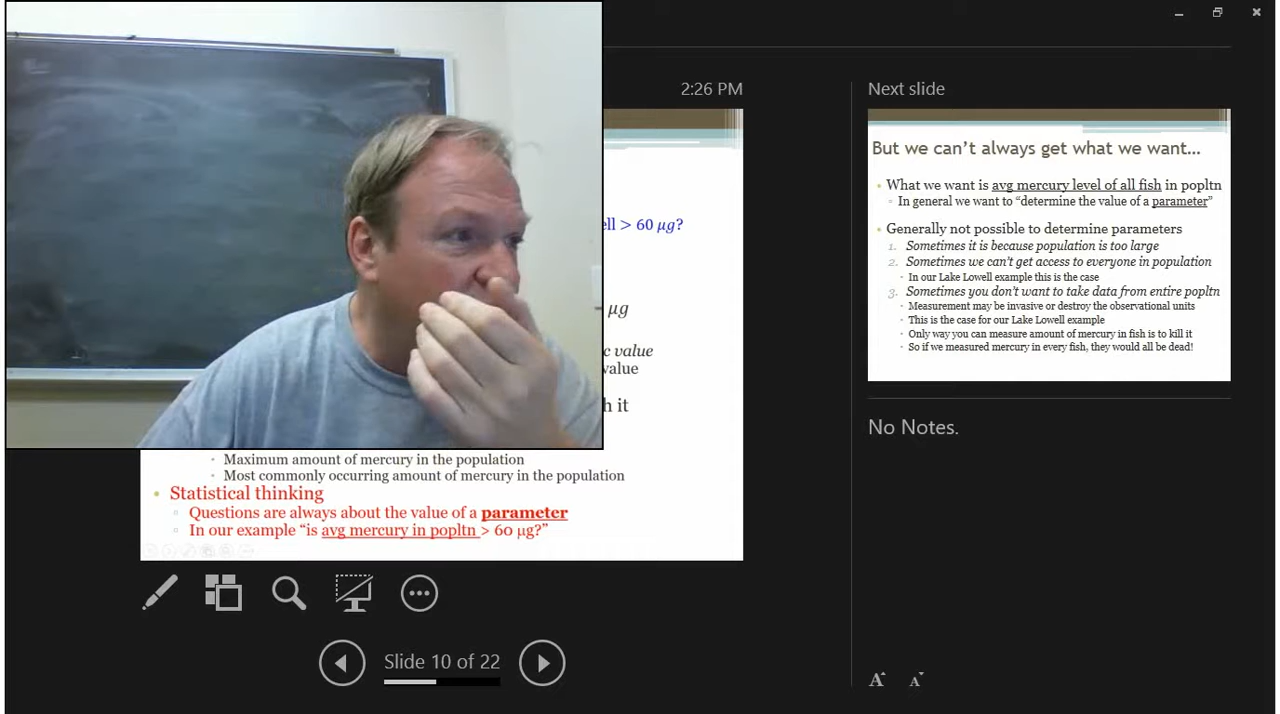 2:26 PM
ell > 60 μg?
μg
c value
value
h it
Maximum amount of mercury in the population
Most commonly occurring amount of mercury in the population
Statistical thinking
Questions are always about the value of a parameter
In our example “is avg mercury in popltn > 60 μg?”
Slide 10 of 22
Next slide
But we can’t always get what we want…
What we want is avg mercury level of all fish in popltn
In general we want to “determine the value of a parameter”
Generally not possible to determine parameters
1. Sometimes it is because population is too large
2. Sometimes we can’t get access to everyone in population
In our Lake Lowell example this is the case
3. Sometimes you don’t want to take data from entire popltn
Measurement may be invasive or destroy the observational units
This is the case for our Lake Lowell example
Only way you can measure amount of mercury in fish is to kill it
So if we measured mercury in every fish, they would all be dead!
No Notes.
A A